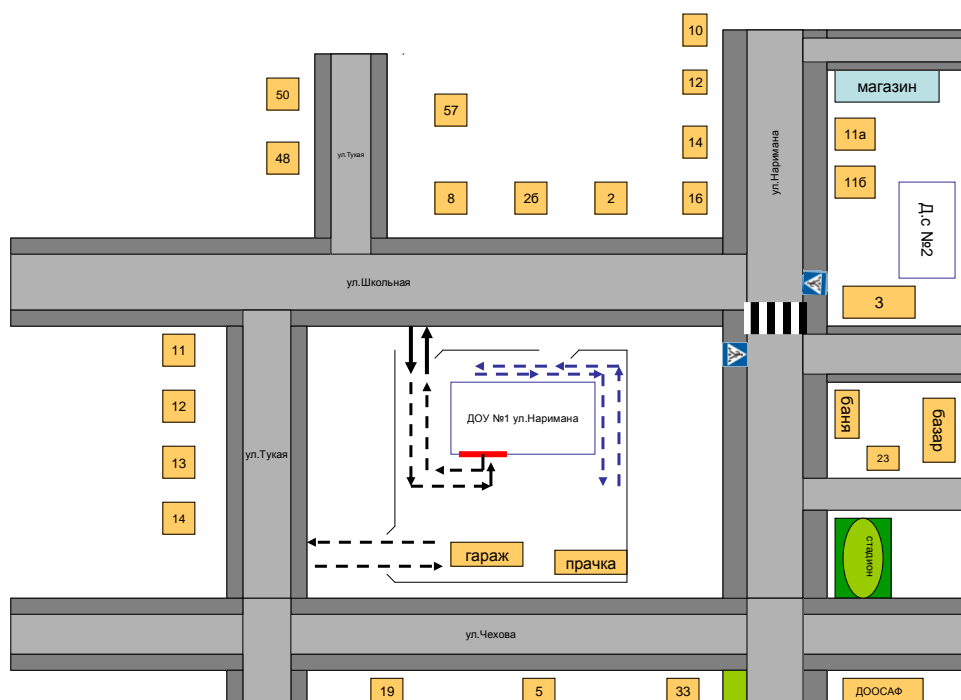 10
50
12
магазин
57
11а
ул.Наримана
14
48
ул.Тукая
11б
8
2б
2
16
Д.с №2
ул.Школьная
3
11
баня
12
ДОУ №1 ул.Наримана
базар
ул.Тукая
23
13
14
стадион
гараж
прачка
ул.Чехова
19
5
33
ДООСАФ